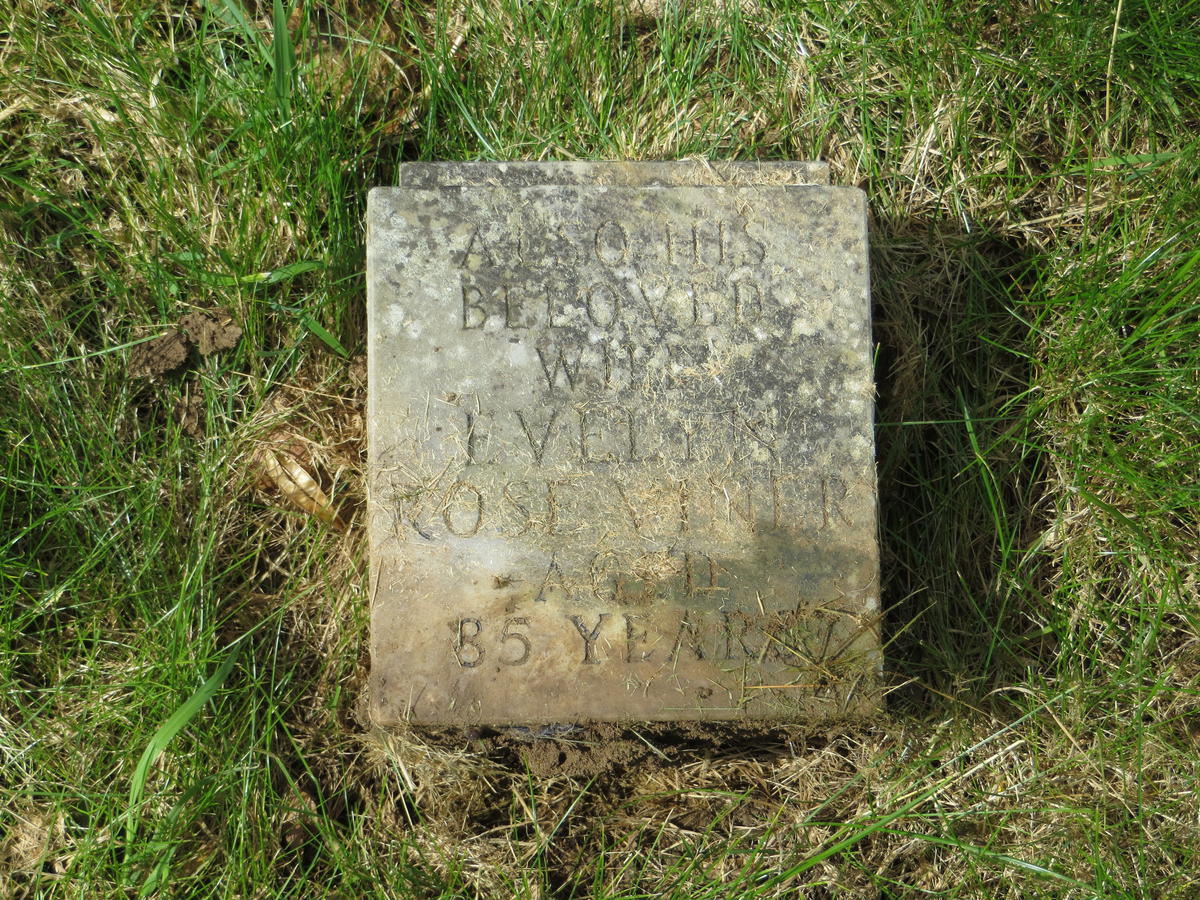 ALSO HIS
BELOVED
WIFE
EVELYN
ROSE VINER
AGED
85 YEARS